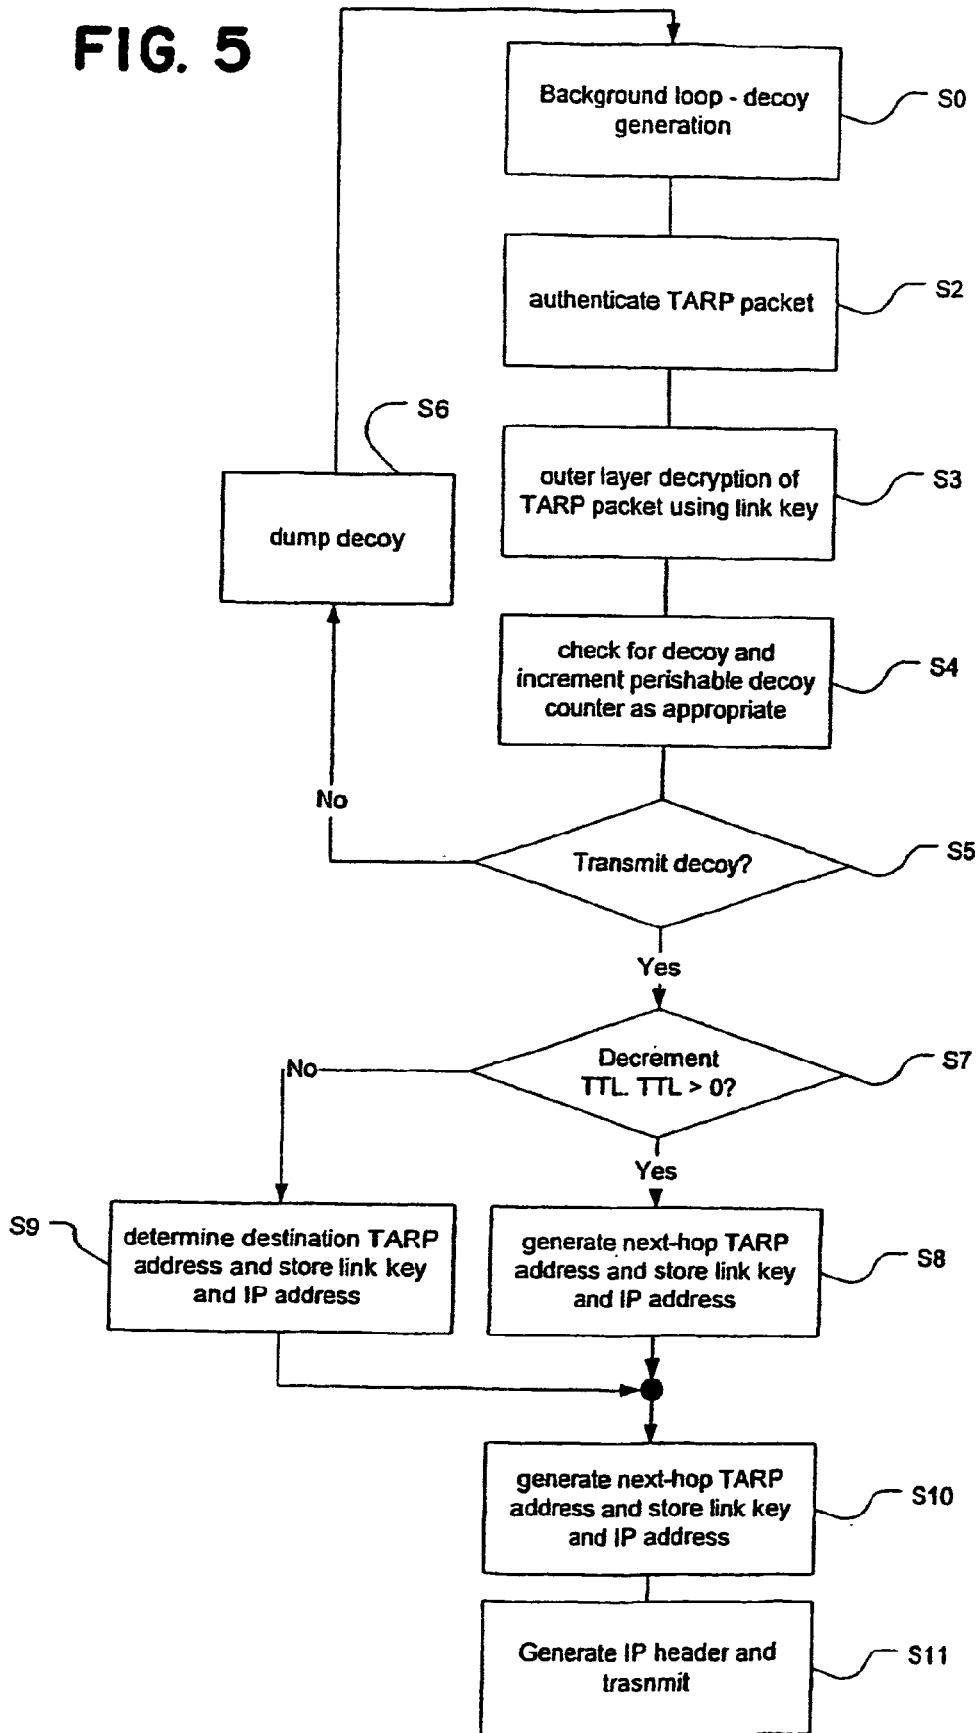 FIG. 5
Background loop - decoy
generation
S0
authenticate TARP packet
S2
outer layer decryption of
TARP packet using link key
S3
S6
dump decoy
check for decoy and
increment perishable decoy
counter as appropriate
S4
No
Transmit decoy?
S5
Yes
Decrement
TTL. TTL > 0?
S7
No
Yes
S9
determine destination TARP
address and store link key
and IP address
generate next-hop TARP
address and store link key
and IP address
S8
generate next-hop TARP
address and store link key
and IP address
S10
Generate IP header and
trasnmit
S11